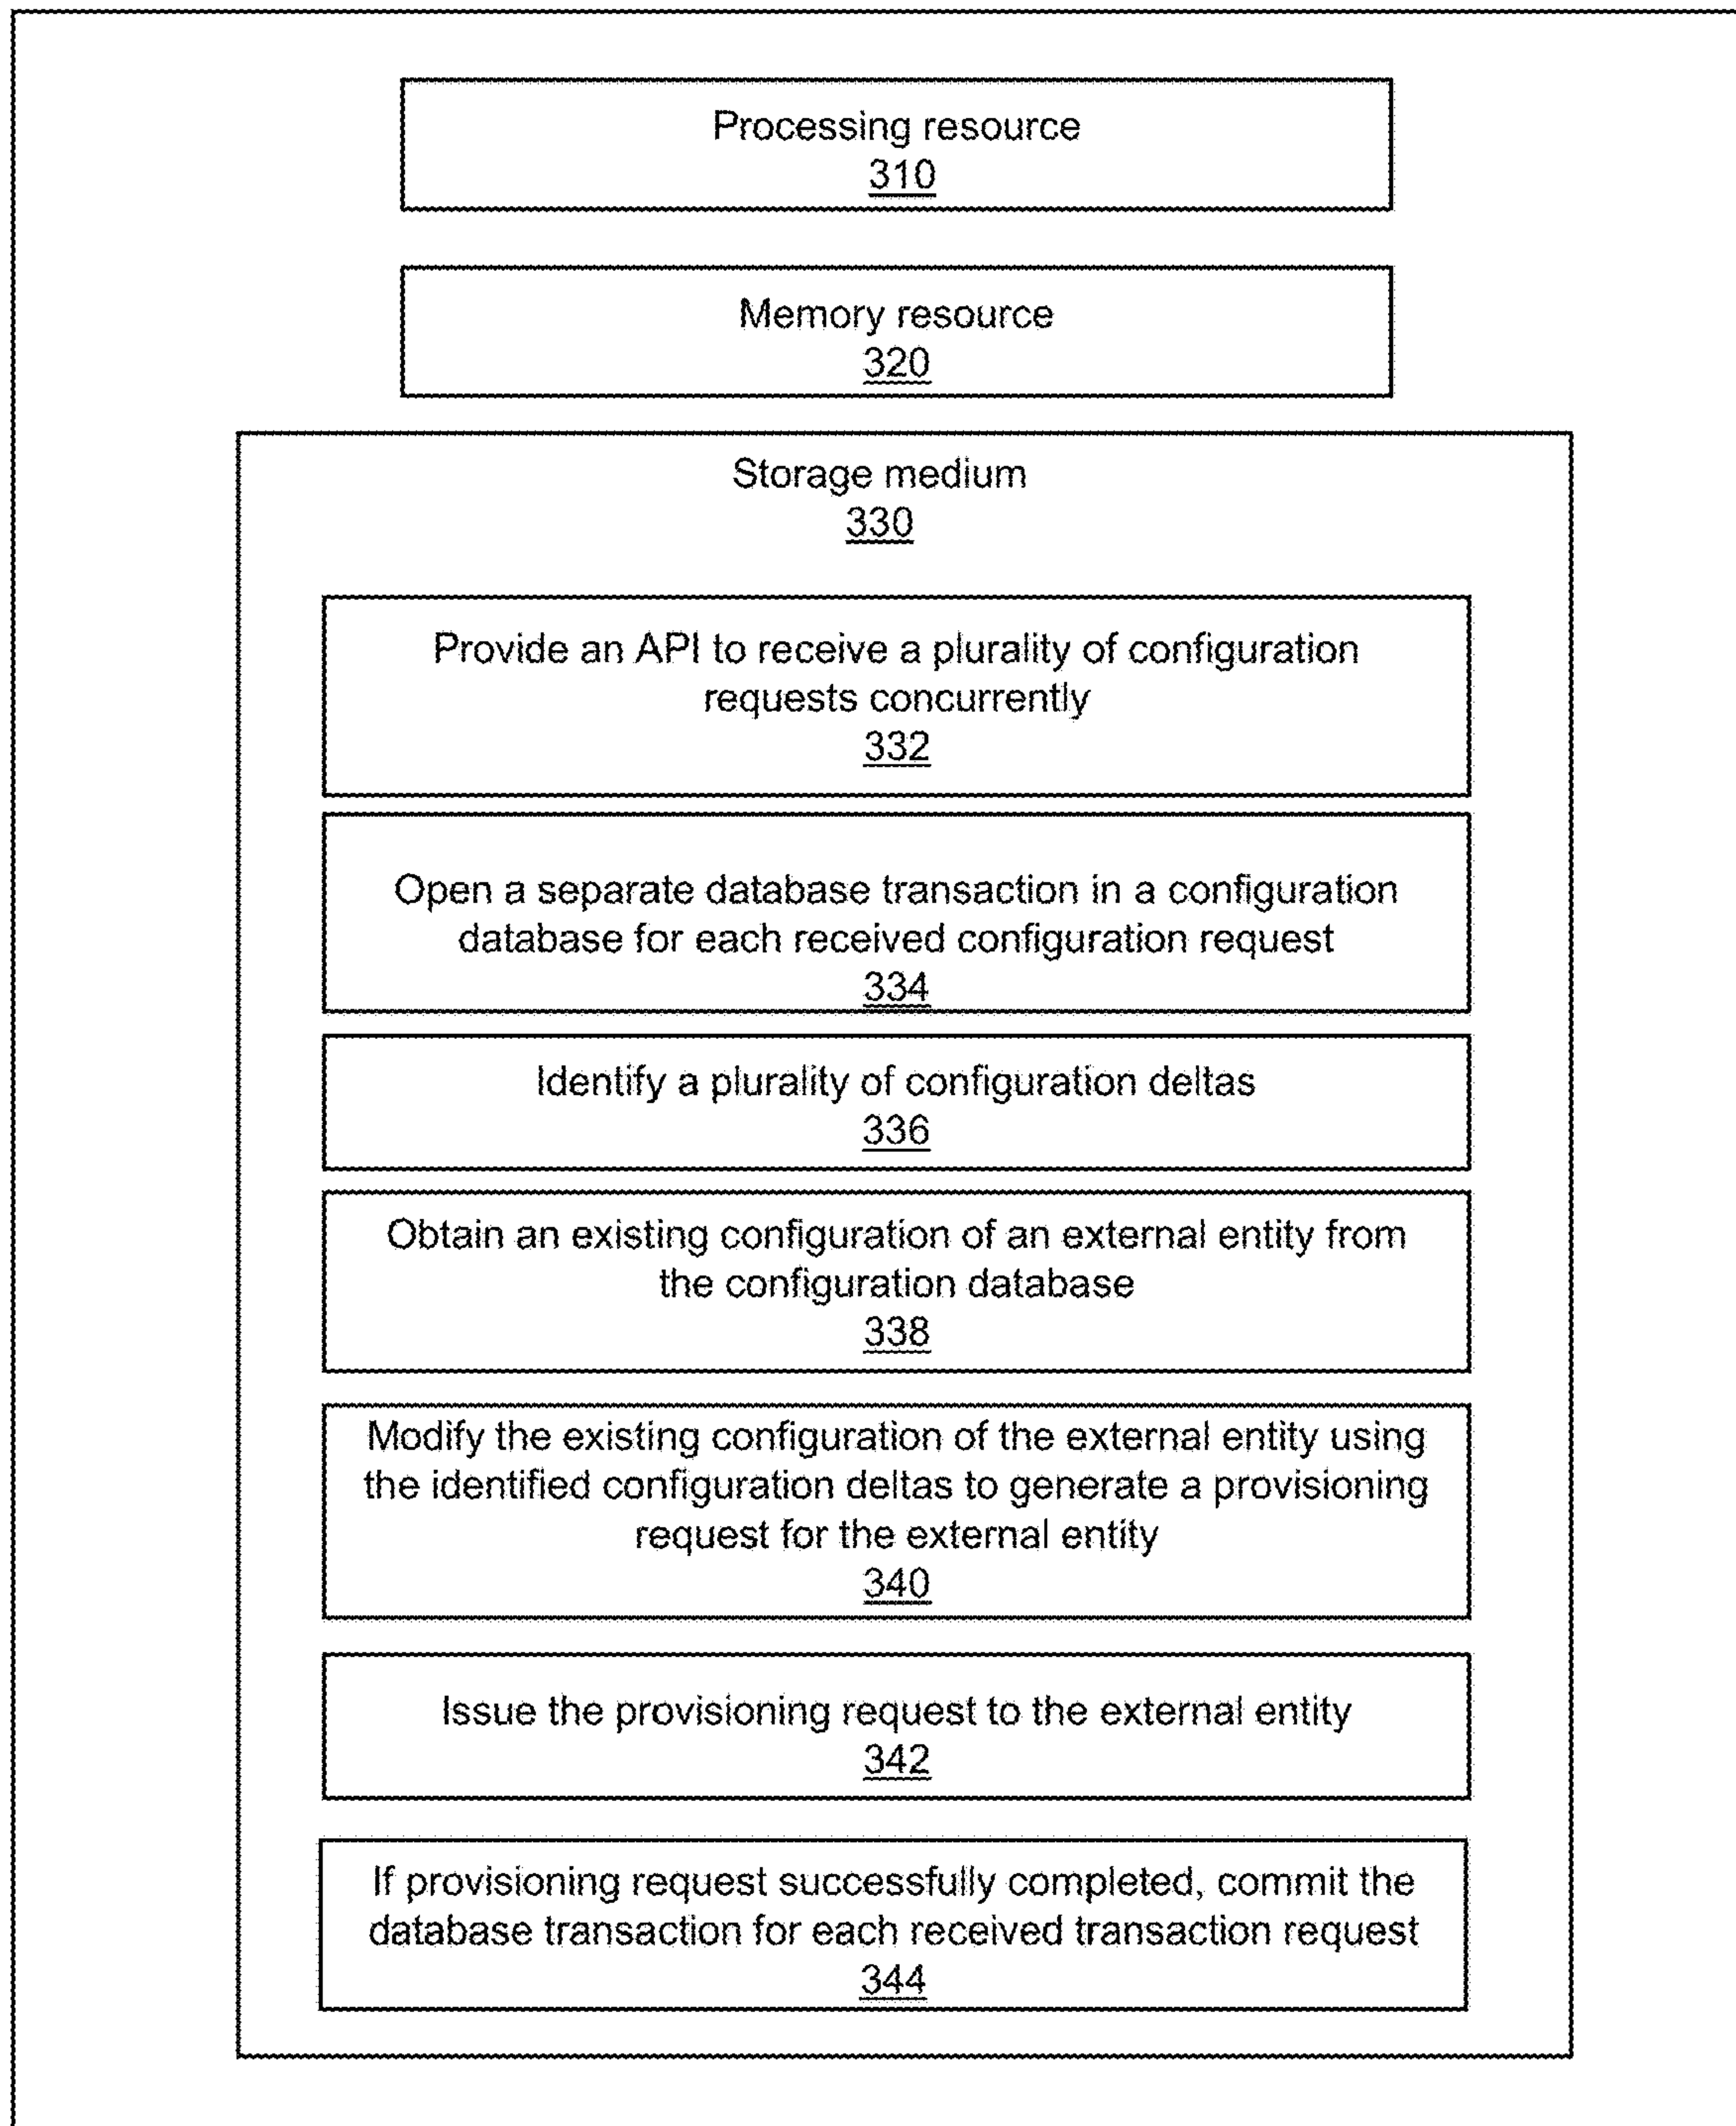 Processing resource
310
Memory resource
320
Storage medium
330
Provide an API to receive a plurality of configuration
requests concurrently
332
Open a separate database transaction in a configuration
database for each received configuration request
334
Identify a plurality of configuration deltas
336
Obtain an existing configuration of an external entity from
the configuration database
338
Modify the existing configuration of the external entity using
the identified configuration deltas to generate a provisioning
request for the external entity
340
Issue the provisioning request to the external entity
342
If provisioning request successfully completed, commit the
database transaction for each received transaction request
344